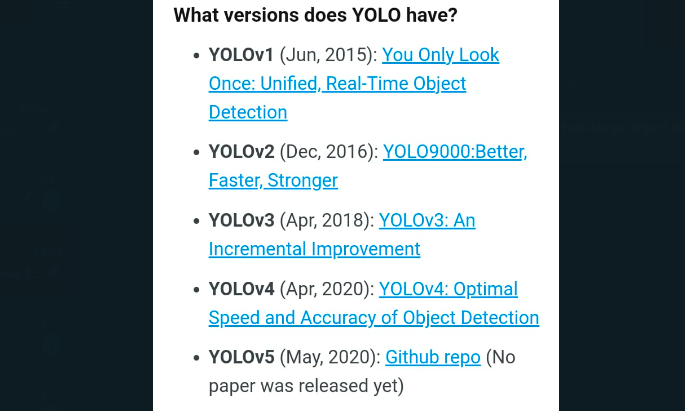 What versions does YOLO have?
• YOLOv1 (Jun, 2015): You Only Look
Once: Unified, Real-Time Object
Detection
• YOLOv2 (Dec, 2016): YOLO9000:Better,
Faster, Stronger
• YOLOv3 (Apr, 2018): YOLOv3: An
Incremental Improvement
• YOLOv4 (Apr, 2020): YOLOv4: Optimal
Speed and Accuracy of Object Detection
• YOLOv5 (May, 2020): Github repo (No
paper was released yet)